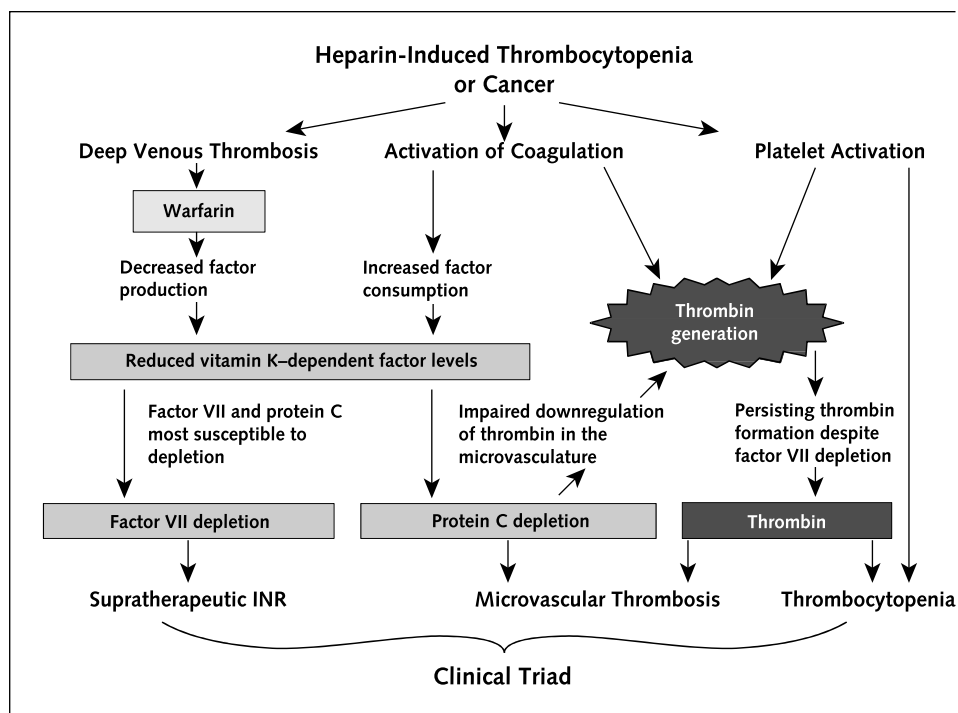 Heparin-Induced Thrombocytopenia
or Cancer
Deep Venous Thrombosis
Activation of Coagulation
Platelet Activation
Warfarin
Decreased factor
production
Increased factor
consumption
Thrombin
generation
Reduced vitamin K–dependent factor levels
Factor VII and protein C
most susceptible to
depletion
Impaired downregulation
of thrombin in the
microvasculature
Persisting thrombin
formation despite
factor VII depletion
Factor VII depletion
Protein C depletion
Thrombin
Supratherapeutic INR
Microvascular Thrombosis
Thrombocytopenia
Clinical Triad